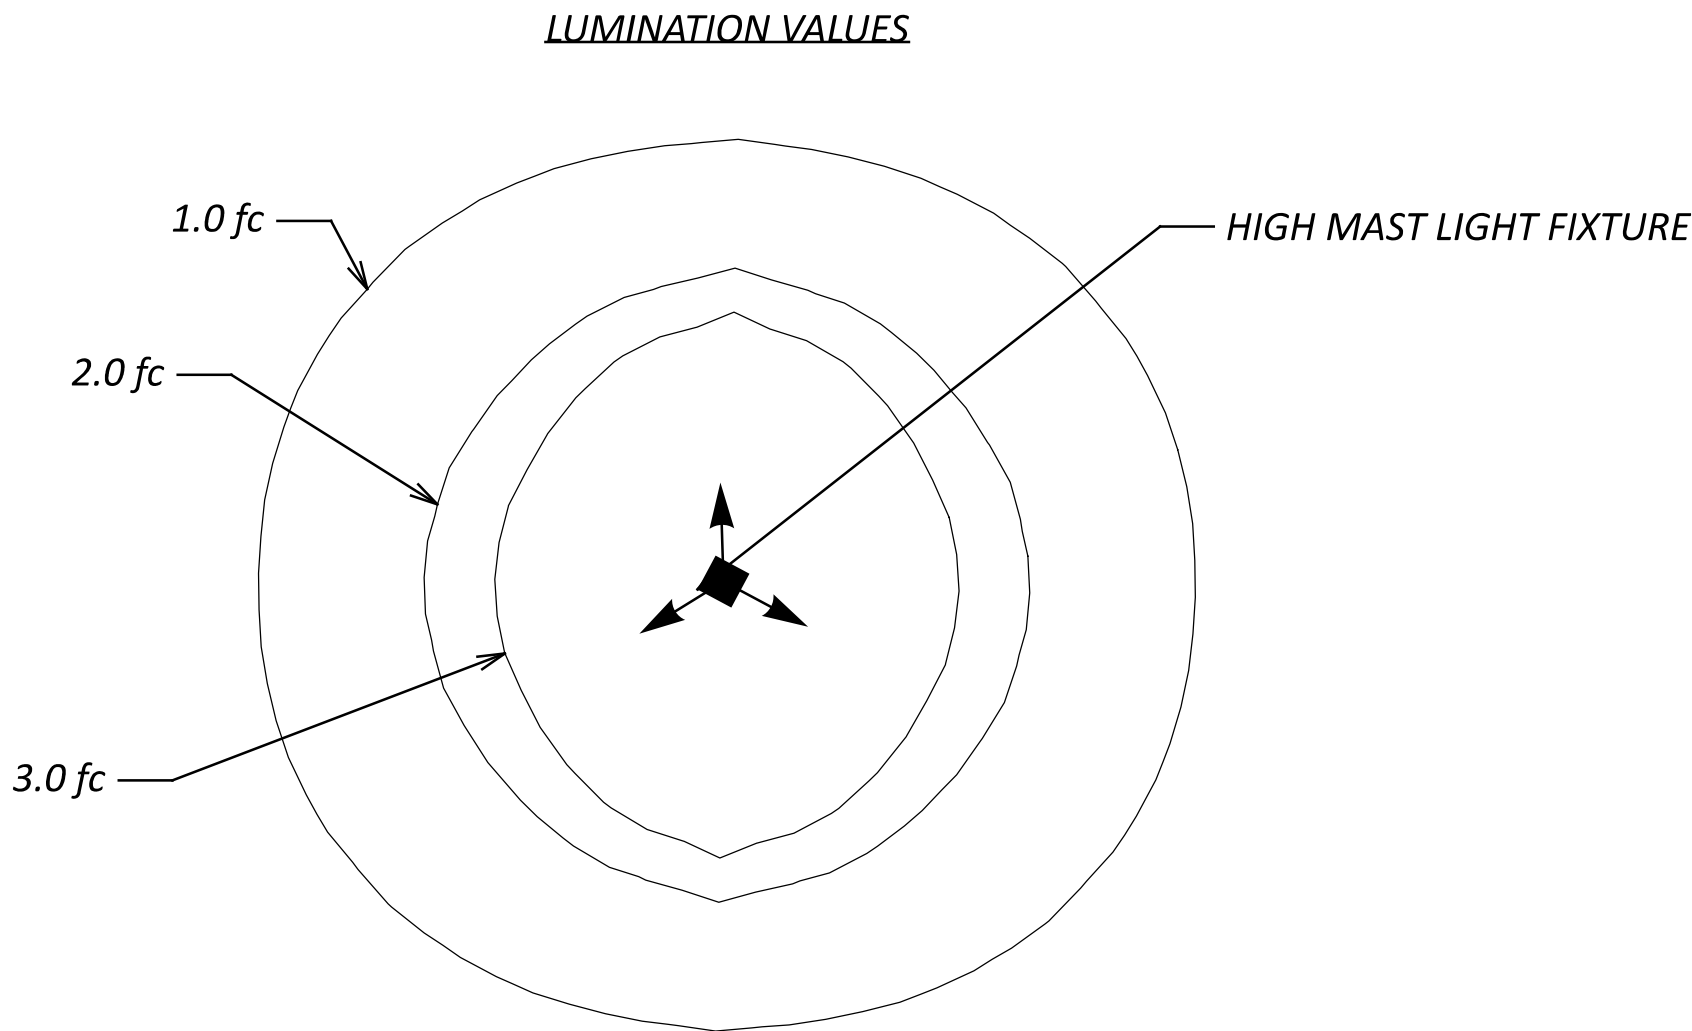 LUMINATION VALUES
1.0 fc
HIGH MAST LIGHT FIXTURE
2.0 fc
3.0 fc